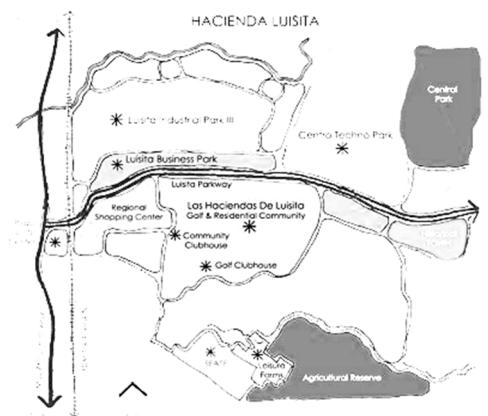 HACIENDA LUISITA
Central
Park
Luisita Industrial Park III
Centro Techno Park
Luisita Business Park
Luisita Parkway
Regional
Shopping Center
Las Haciendas De Luisita
Golf & Residential Community
Community
Clubhouse
Golf Clubhouse
Leisure
Farms
Agricultural Reserve